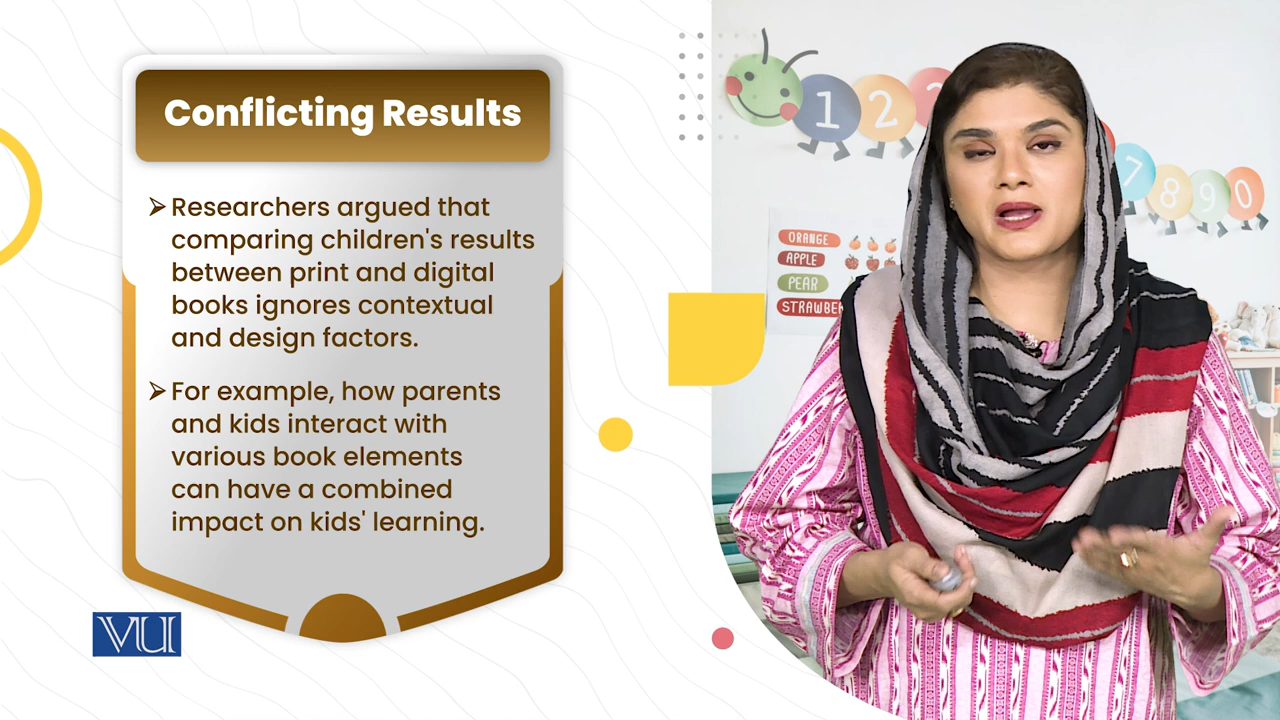 Conflicting Results
➢ Researchers argued that
comparing children's results
between print and digital
books ignores contextual
and design factors.
➢ For example, how parents
and kids interact with
various book elements
can have a combined
impact on kids' learning.
VU
1 2
7 8 9 0
ORANGE
APPLE
PEAR